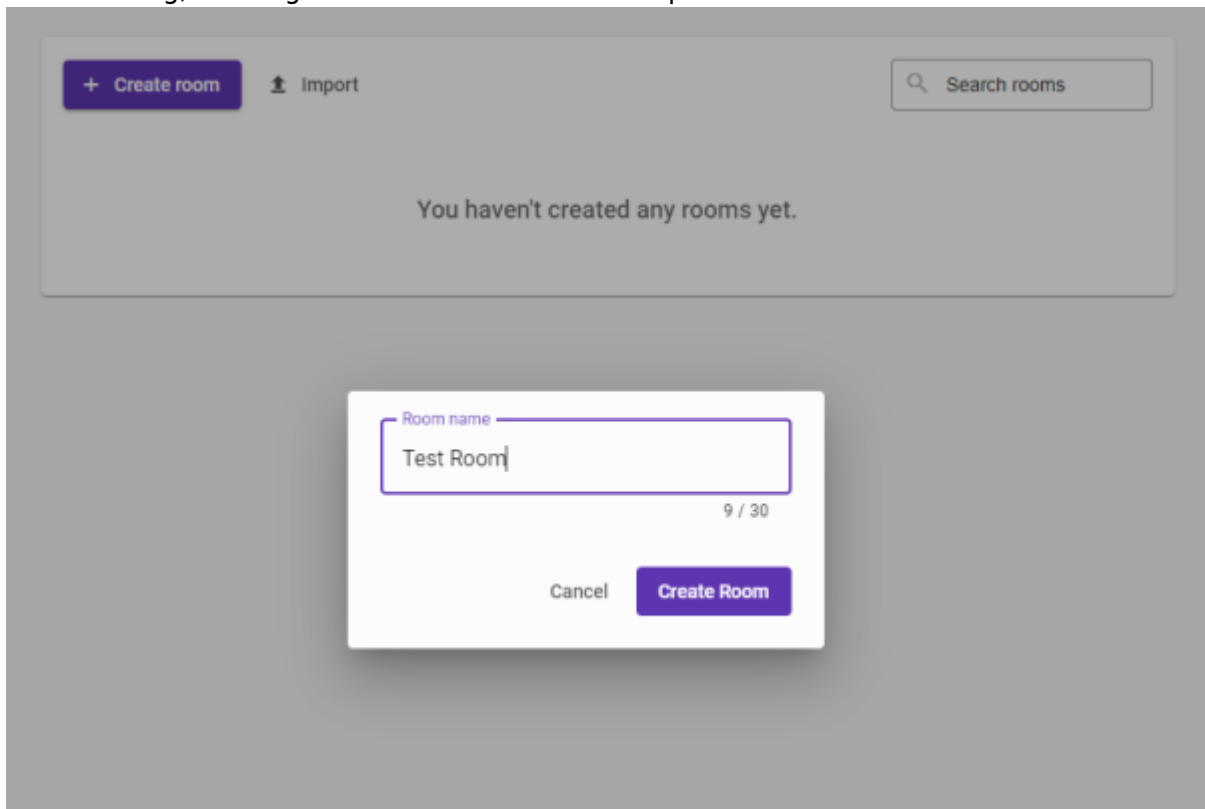 + Create room
Import
Search rooms
You haven't created any rooms yet.
Room name
Test Room
9 / 30
Cancel
Create Room